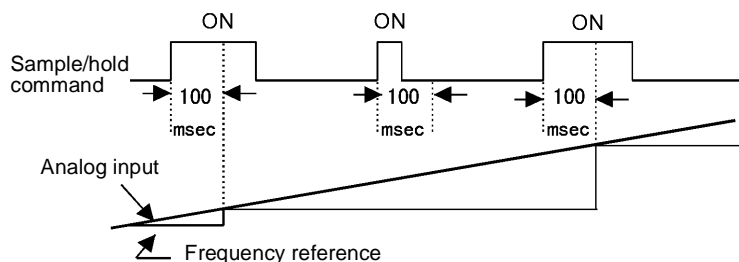 ON
ON
ON
Sample/hold
command
100
100
100
msec
msec
msec
Analog input
Frequency reference